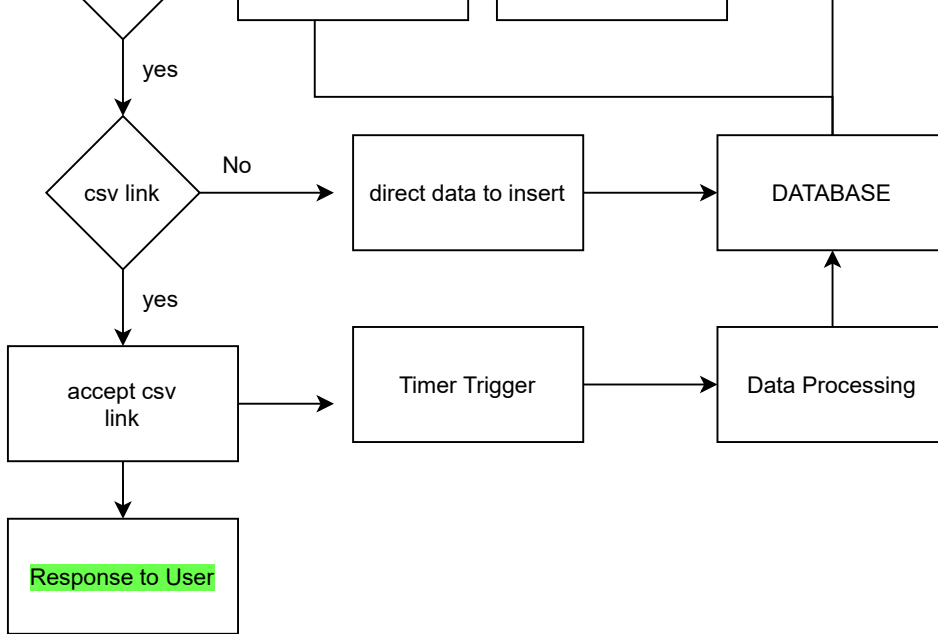 yes
No
csv link
direct data to insert
DATABASE
yes
accept csv
link
Timer Trigger
Data Processing
Response to User